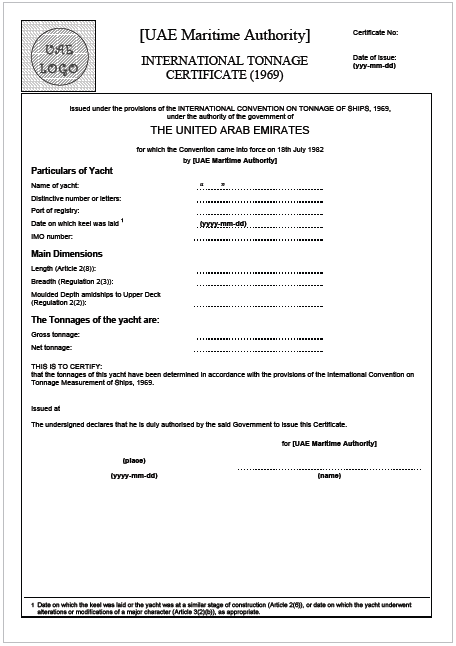 UAE
LOGO
[UAE Maritime Authority]
INTERNATIONAL TONNAGE
CERTIFICATE (1969)
Certificate No:
Date of Issue:
(yyy-mm-dd)
Issued under the provisions of the INTERNATIONAL CONVENTION ON TONNAGE OF SHIPS, 1969,
under the authority of the government of
THE UNITED ARAB EMIRATES
for which the Convention came into force on 18th July 1982
by [UAE Maritime Authority]
Particulars of Yacht
Name of yacht: “ ”
Distinctive number or letters:
Port of registry:
Date on which keel was laid 1 (yyyy-mm-dd)
IMO number:
Main Dimensions
Length (Article 2(8)):
Breadth (Regulation 2(3)):
Moulded Depth amidships to Upper Deck
(Regulation 2(2)):
The Tonnages of the yacht are:
Gross tonnage:
Net tonnage:
THIS IS TO CERTIFY:
that the tonnages of this yacht have been determined in accordance with the provisions of the International Convention on
Tonnage Measurement of Ships, 1969.
Issued at
The undersigned declares that he is duly authorised by the said Government to issue this Certificate.
for [UAE Maritime Authority]
(place)
(yyyy-mm-dd) (name)
1 Date on which the keel was laid or the yacht was at a similar stage of construction (Article 2(6)), or date on which the yacht underwent
alterations or modifications of a major character (Article 3(2)(b)), as appropriate.